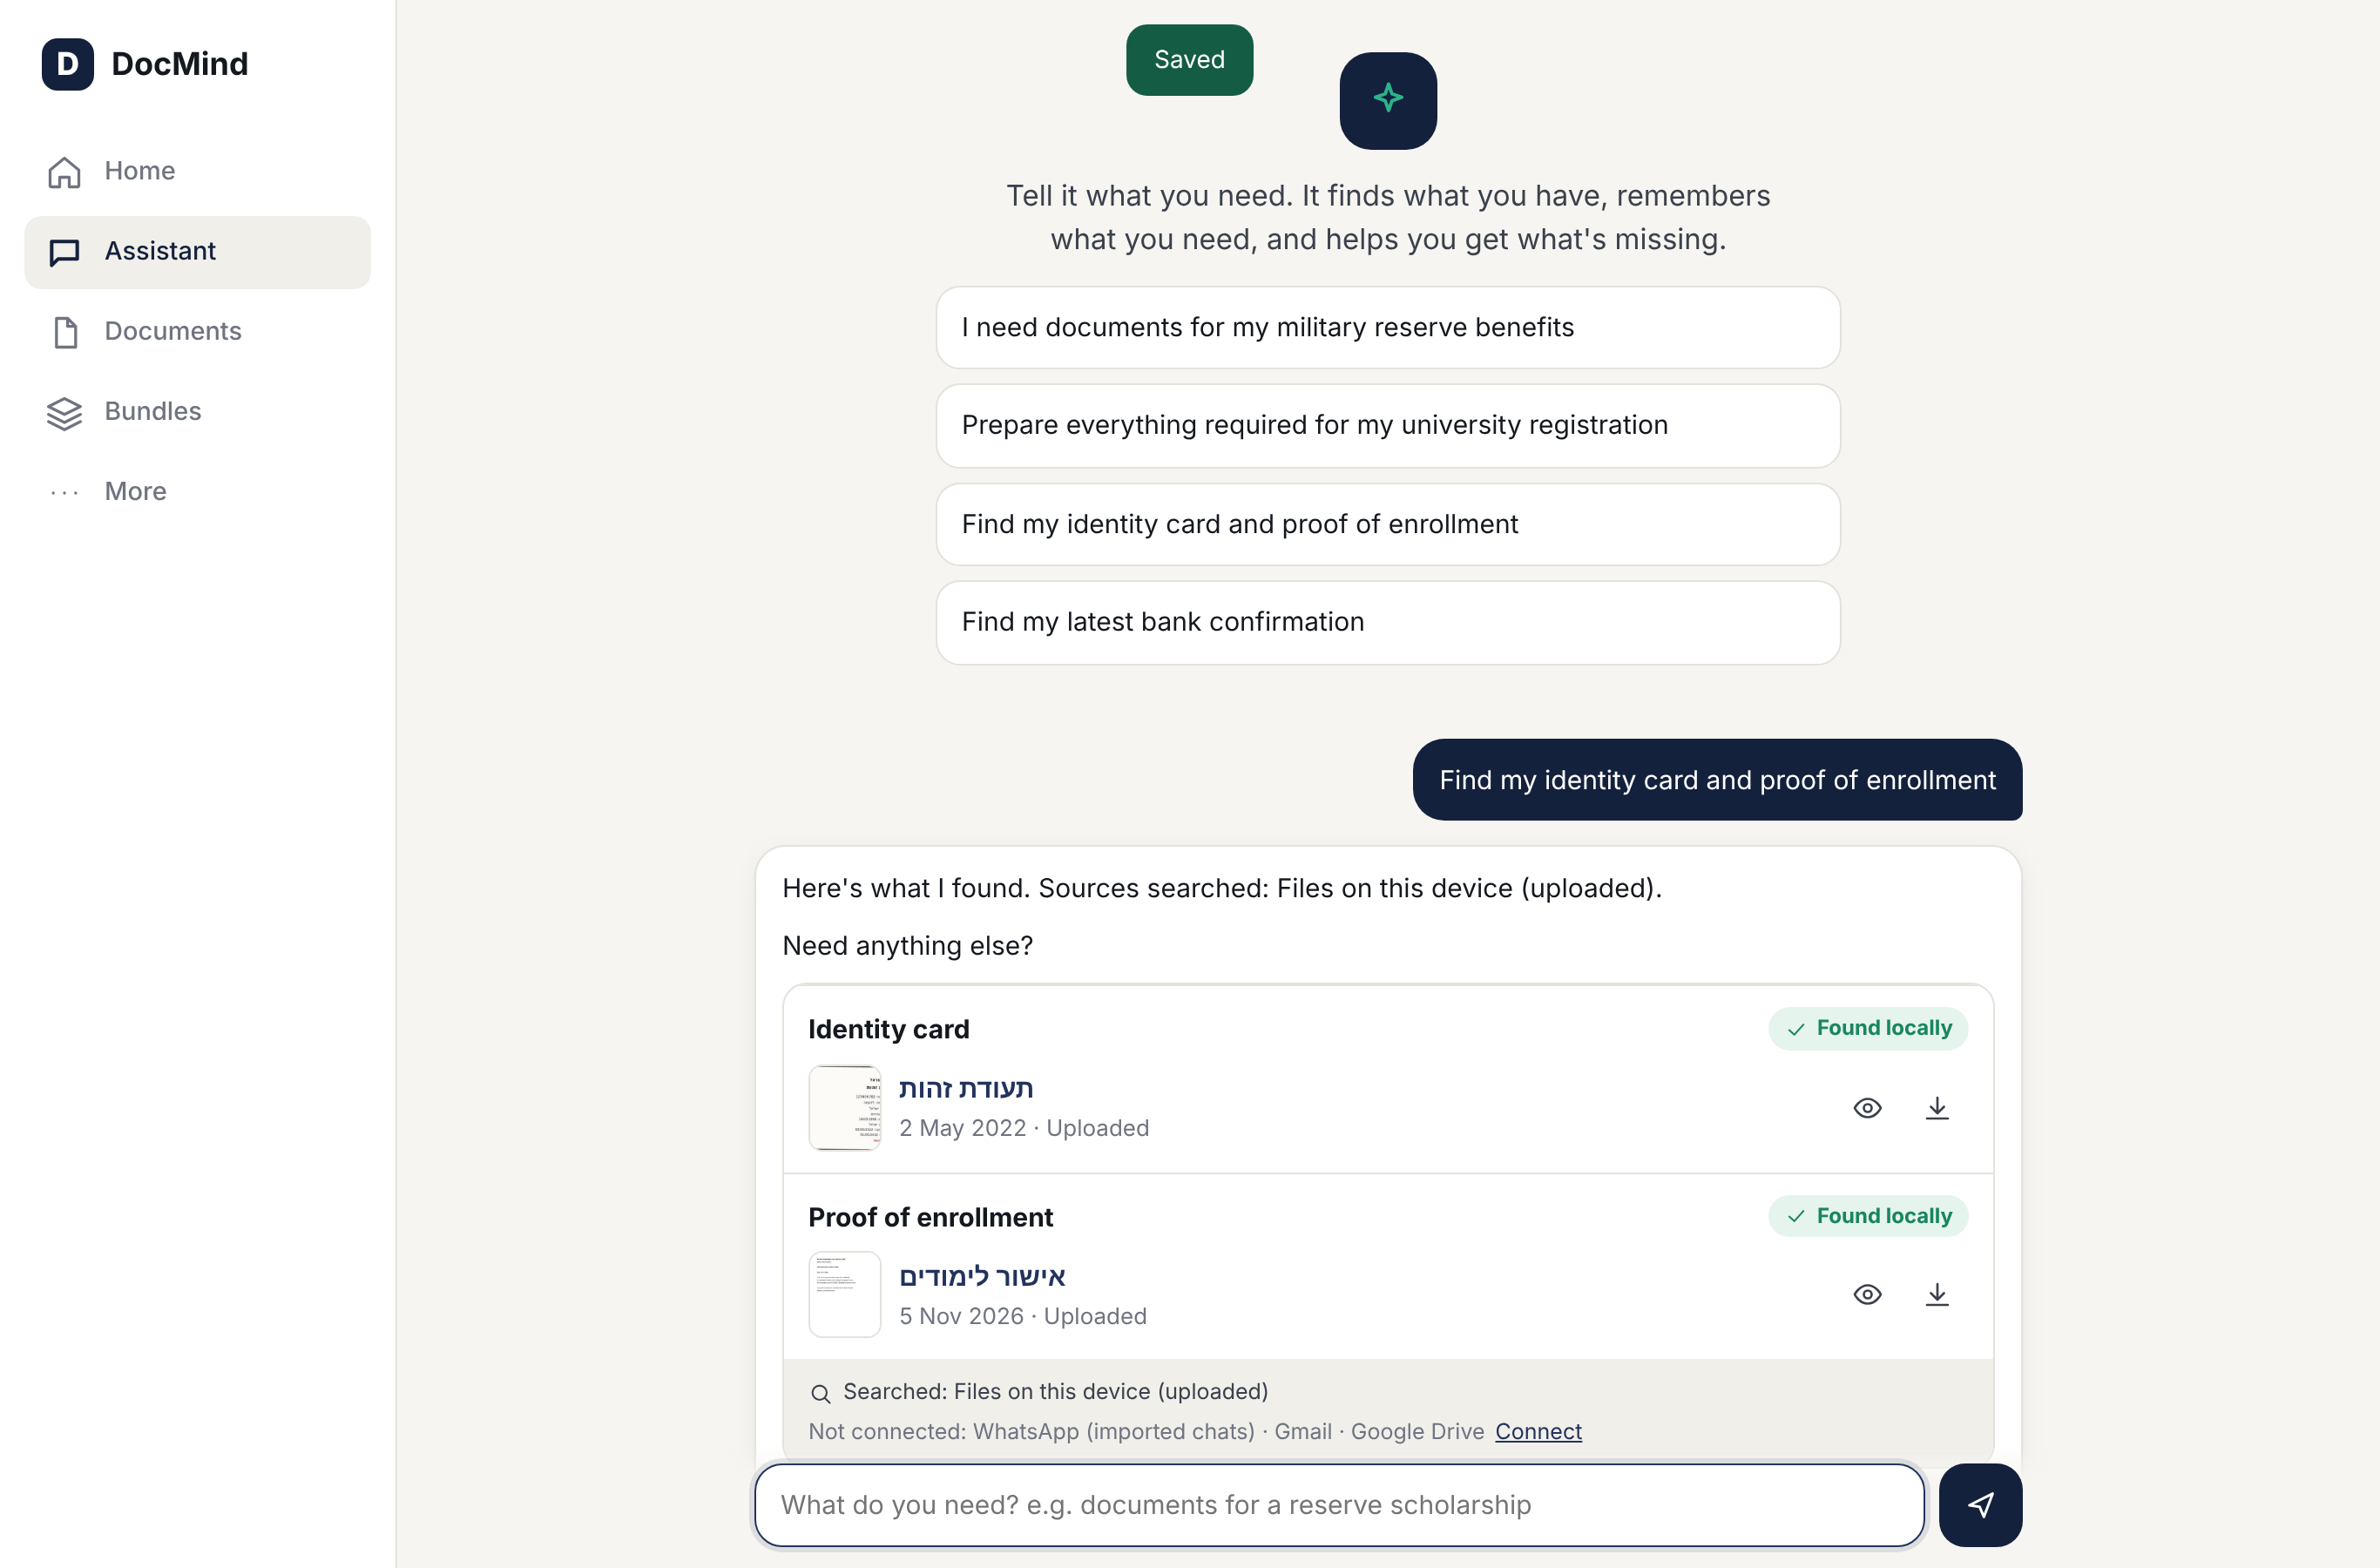 D DocMind
Home
Assistant
Documents
Bundles
More
Saved
Tell it what you need. It finds what you have, remembers
what you need, and helps you get what's missing.
I need documents for my military reserve benefits
Prepare everything required for my university registration
Find my identity card and proof of enrollment
Find my latest bank confirmation
Find my identity card and proof of enrollment
Here's what I found. Sources searched: Files on this device (uploaded).
Need anything else?
Identity card
Found locally
תעודת זהות
2 May 2022 · Uploaded
Proof of enrollment
Found locally
אישור לימודים
5 Nov 2026 · Uploaded
Searched: Files on this device (uploaded)
Not connected: WhatsApp (imported chats) · Gmail · Google Drive Connect
What do you need? e.g. documents for a reserve scholarship